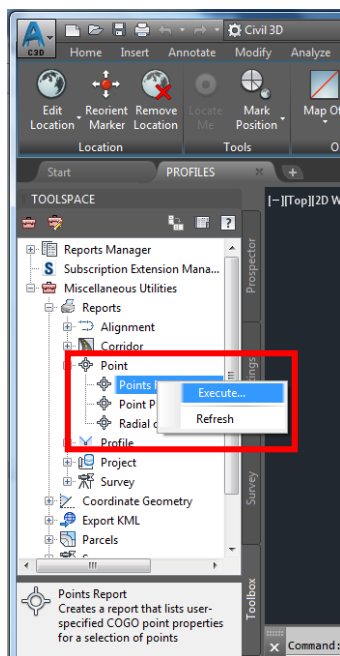 C3D
Civil 3D
Home Insert Annotate Modify Analyze
Edit Location
Reorient Marker
Remove Location
Locate Me
Mark Position
Map Of
Location
Tools
Start
PROFILES
TOOLSPACE
[-][Top][2D W
Reports Manager
Subscription Extension Mana...
Miscellaneous Utilities
Reports
Alignment
Corridor
Point
Points
Execute...
Point P
Refresh
Radial
Profile
Project
Survey
Coordinate Geometry
Export KML
Parcels
Prospector
Survey
Toolbox
Points Report
Creates a report that lists user-
specified COGO point properties
for a selection of points
Command: